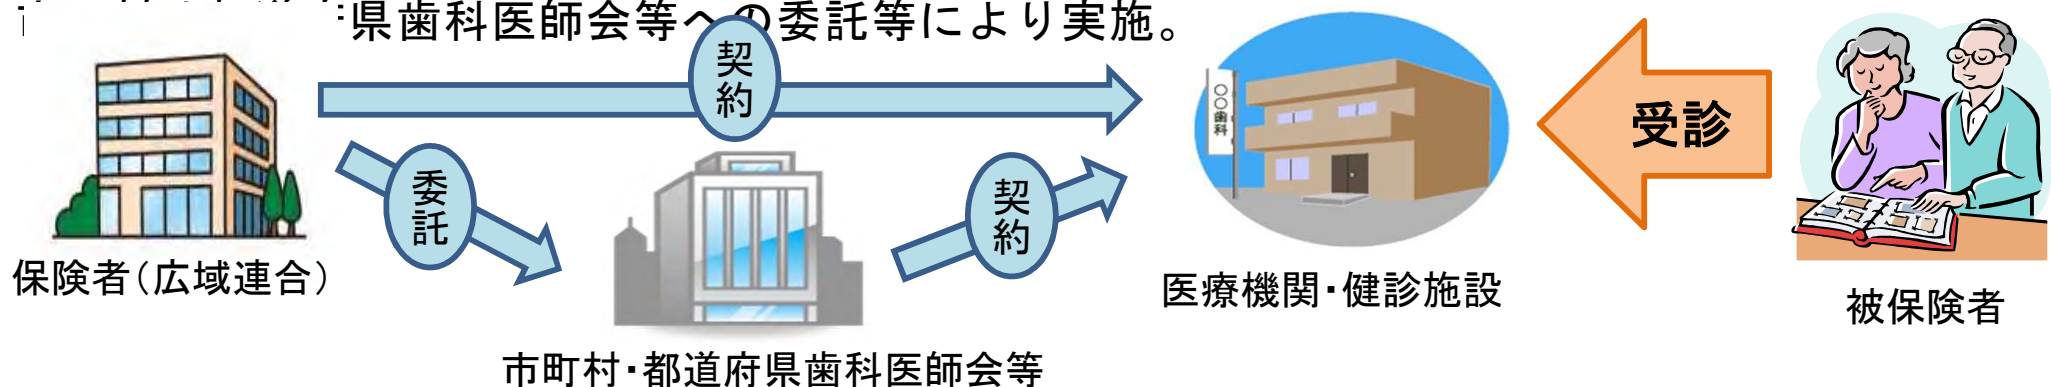 県歯科医師会等への委託等により実施。
契約
〇〇歯科
受診
委託
契約
保険者(広域連合)
医療機関・健診施設
被保険者
市町村・都道府県歯科医師会等